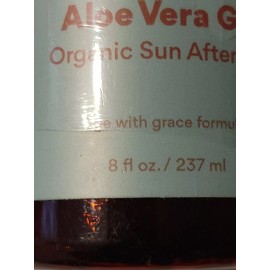 Aloe Vera G
Organic Sun After
with grace formu
8 fl oz. / 237 ml